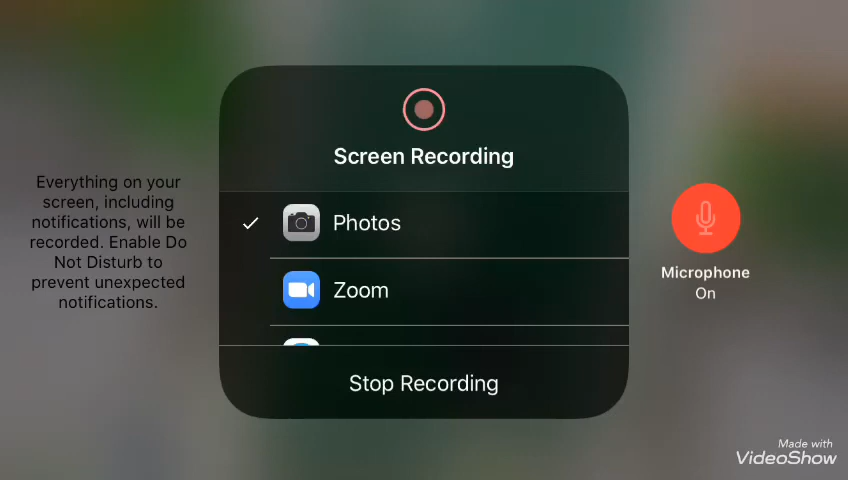 Screen Recording
Everything on your
screen, including
notifications, will be
recorded. Enable Do
Not Disturb to
prevent unexpected
notifications.
Photos
Zoom
Stop Recording
Microphone
On
Made with
VideoShow